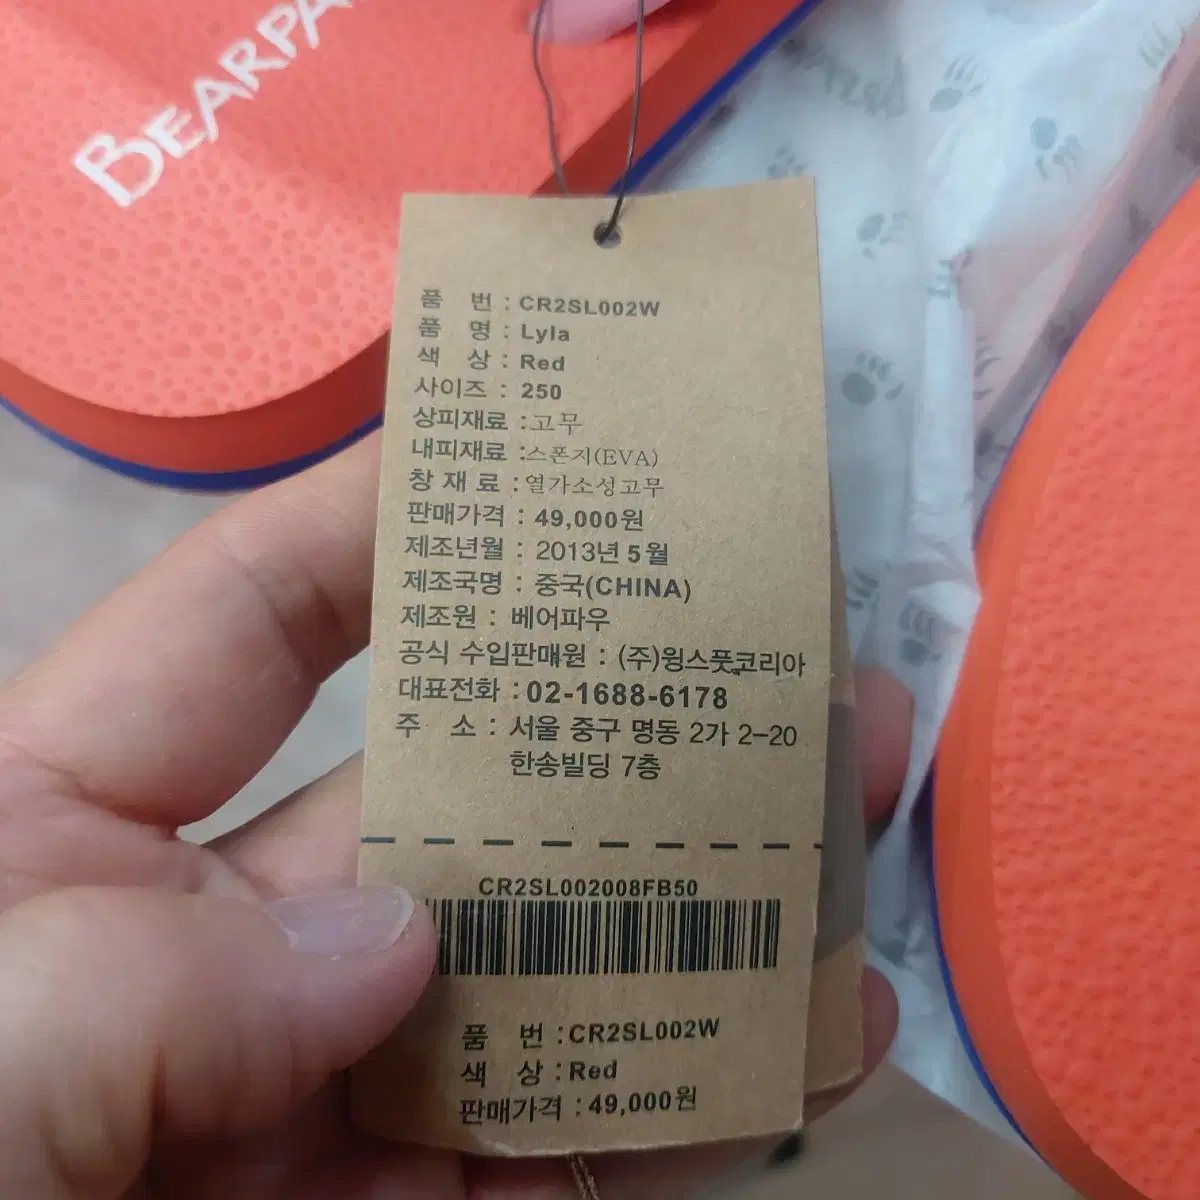 BEARPA
품 번 : CR2SL002W
품 명 : Lyla
색 상 : Red
사이즈 : 250
상피재료 : 고무
내피재료 : 스폰지(EVA)
창 재 료 : 열가소성고무
판매가격 : 49,000원
제조년월 : 2013년 5월
제조국명 : 중국(CHINA)
제조원 : 베어파우
공식 수입판매원 : (주)윙스풋코리아
대표전화 : 02-1688-6178
주 소 : 서울 중구 명동 2가 2-20
한송빌딩 7층
CR2SL002008FB50
품 번 : CR2SL002W
색 상 : Red
판매가격 : 49,000원